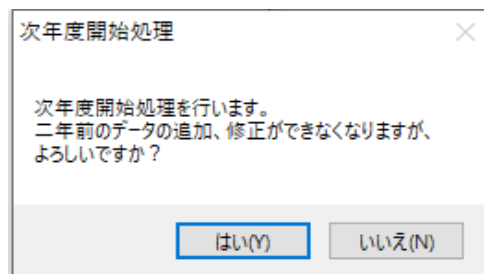 次年度開始処理
次年度開始処理を行います。
二年前のデータの追加、修正ができなくなりますが、
よろしいですか？
はい(Y)
いいえ(N)